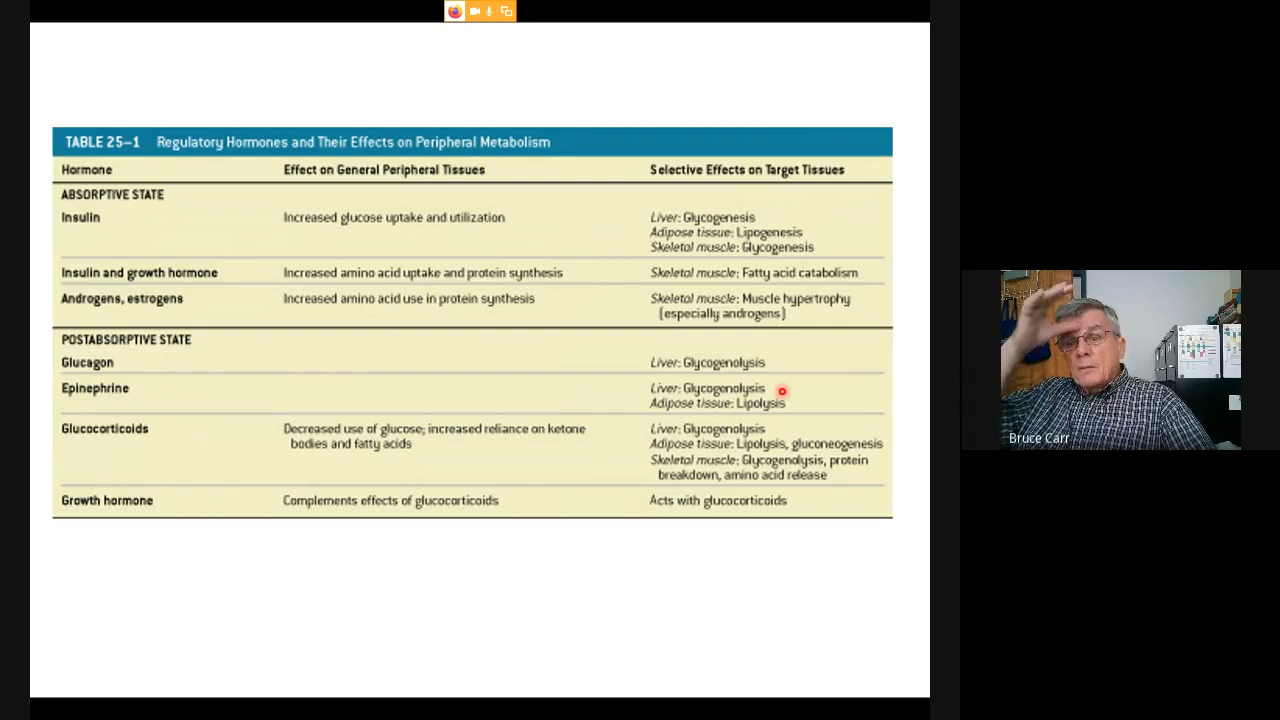 TABLE 25–1 Regulatory Hormones and Their Effects on Peripheral Metabolism
Hormone Effect on General Peripheral Tissues Selective Effects on Target Tissues
ABSORPTIVE STATE
Insulin Increased glucose uptake and utilization Liver: Glycogenesis
Adipose tissue: Lipogenesis
Skeletal muscle: Glycogenesis
Insulin and growth hormone Increased amino acid uptake and protein synthesis Skeletal muscle: Fatty acid catabolism
Androgens, estrogens Increased amino acid use in protein synthesis Skeletal muscle: Muscle hypertrophy
(especially androgens)
POSTABSORPTIVE STATE
Glucagon Liver: Glycogenolysis
Epinephrine Liver: Glycogenolysis
Adipose tissue: Lipolysis
Glucocorticoids Decreased use of glucose; increased reliance on ketone Liver: Glycogenolysis
bodies and fatty acids Adipose tissue: Lipolysis, gluconeogenesis
Skeletal muscle: Glycogenolysis, protein
breakdown, amino acid release
Growth hormone Complements effects of glucocorticoids Acts with glucocorticoids
Bruce Carr